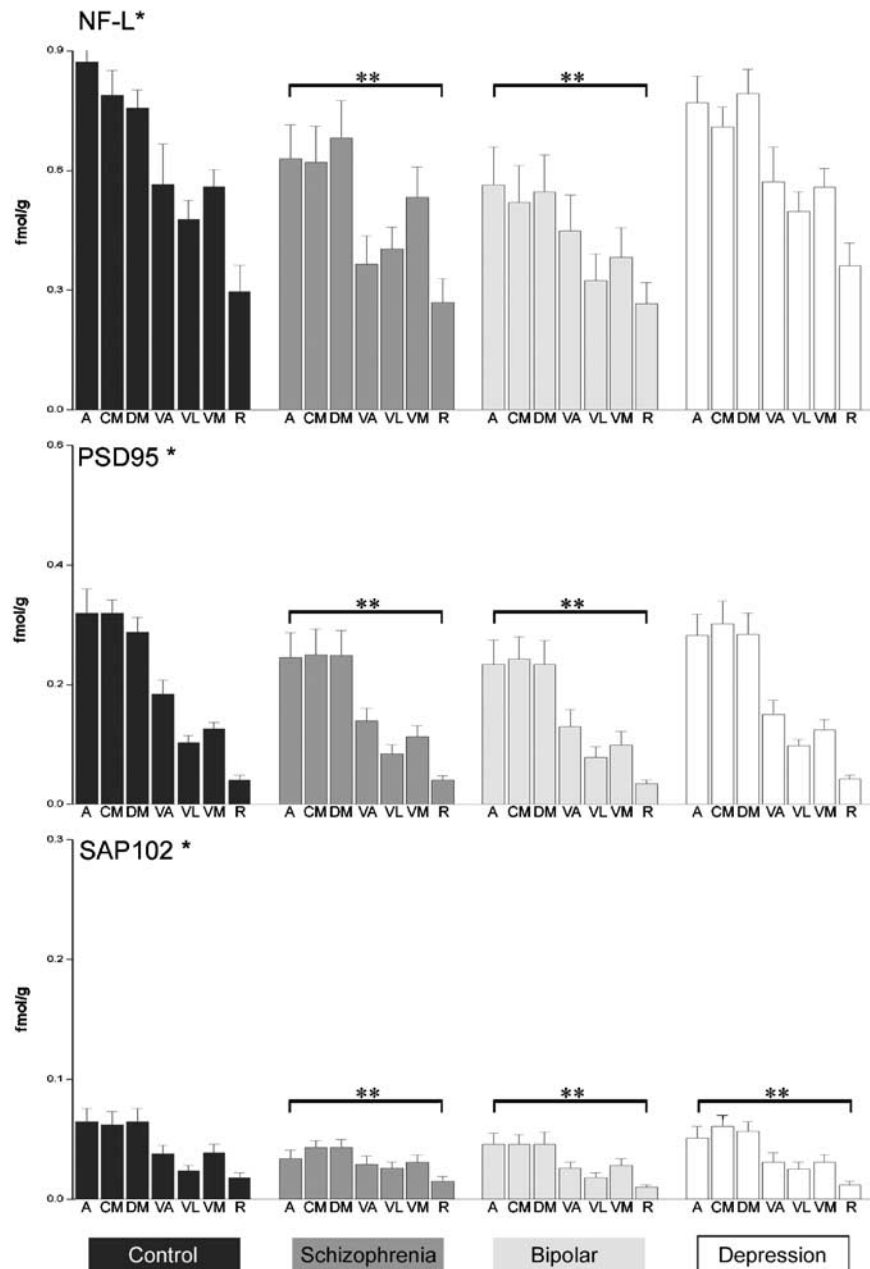 NF-L*
0.9
0.6
0.3
0.0
fmol/g
** **
A CM DM VA VL VM R A CM DM VA VL VM R A CM DM VA VL VM R A CM DM VA VL VM R
PSD95 *
0.6
0.4
0.2
0.0
fmol/g
** **
A CM DM VA VL VM R A CM DM VA VL VM R A CM DM VA VL VM R A CM DM VA VL VM R
SAP102 *
0.3
0.2
0.1
0.0
fmol/g
** ** **
A CM DM VA VL VM R A CM DM VA VL VM R A CM DM VA VL VM R A CM DM VA VL VM R
Control Schizophrenia Bipolar Depression